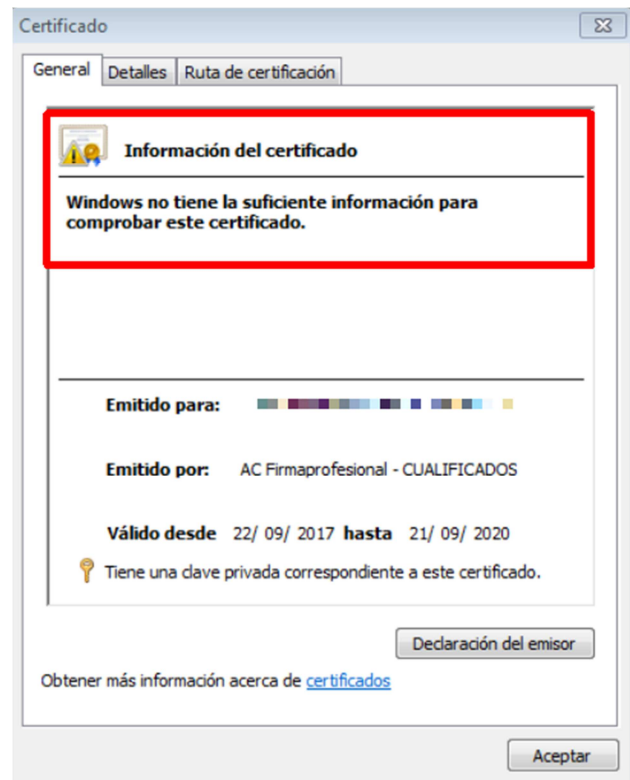 Certificado
General Detalles Ruta de certificación
Información del certificado
Windows no tiene la suficiente información para
comprobar este certificado.
Emitido para:
Emitido por: AC Firmaprofesional - CUALIFICADOS
Válido desde 22/ 09/ 2017 hasta 21/ 09/ 2020
Tiene una clave privada correspondiente a este certificado.
Declaración del emisor
Obtener más información acerca de certificados
Aceptar